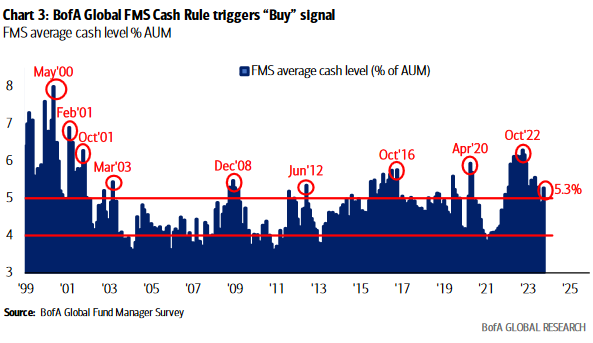 Chart 3: BofA Global FMS Cash Rule triggers “Buy” signal
FMS average cash level % AUM
FMS average cash level (% of AUM)
May'00
Feb'01
Oct'01
Mar'03
Dec'08
Jun'12
Oct'16
Apr'20
Oct'22
5.3%
8
7
6
5
4
3
'99 '01 '03 '05 '07 '09 '11 '13 '15 '17 '19 '21 '23 '25
Source: BofA Global Fund Manager Survey
BofA GLOBAL RESEARCH